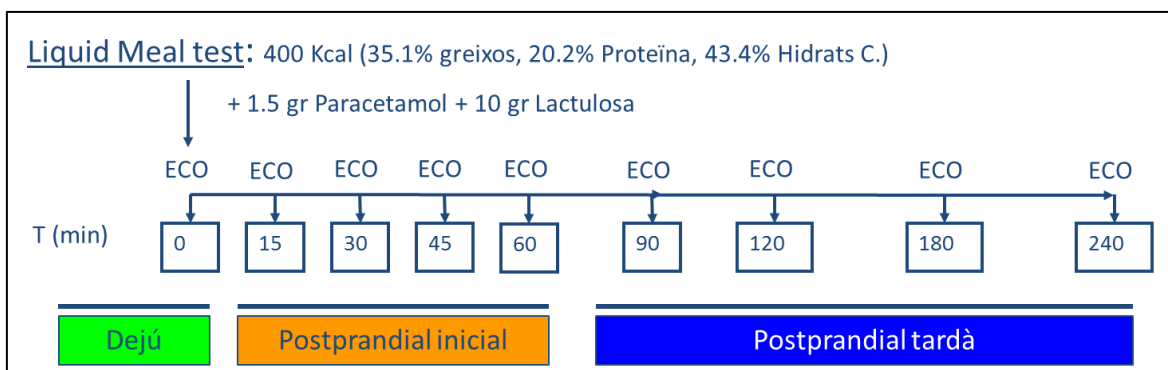 Liquid Meal test: 400 Kcal (35.1% greixos, 20.2% Proteïna, 43.4% Hidrats C.)
+ 1.5 gr Paracetamol + 10 gr Lactulosa
ECO ECO ECO ECO ECO ECO ECO ECO ECO
T (min) 0 15 30 45 60 90 120 180 240
Dejú Postprandial inicial Postprandial tardà